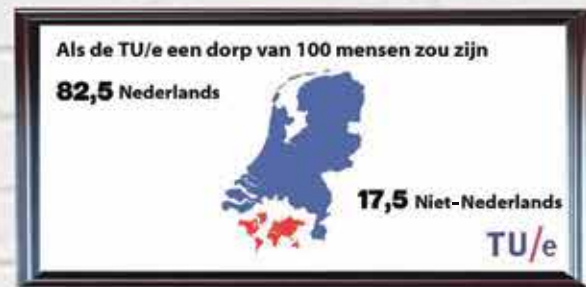 Als de TU/e een dorp van 100 mensen zou zijn
82,5 Nederlands
17,5 Niet-Nederlands
TU/e